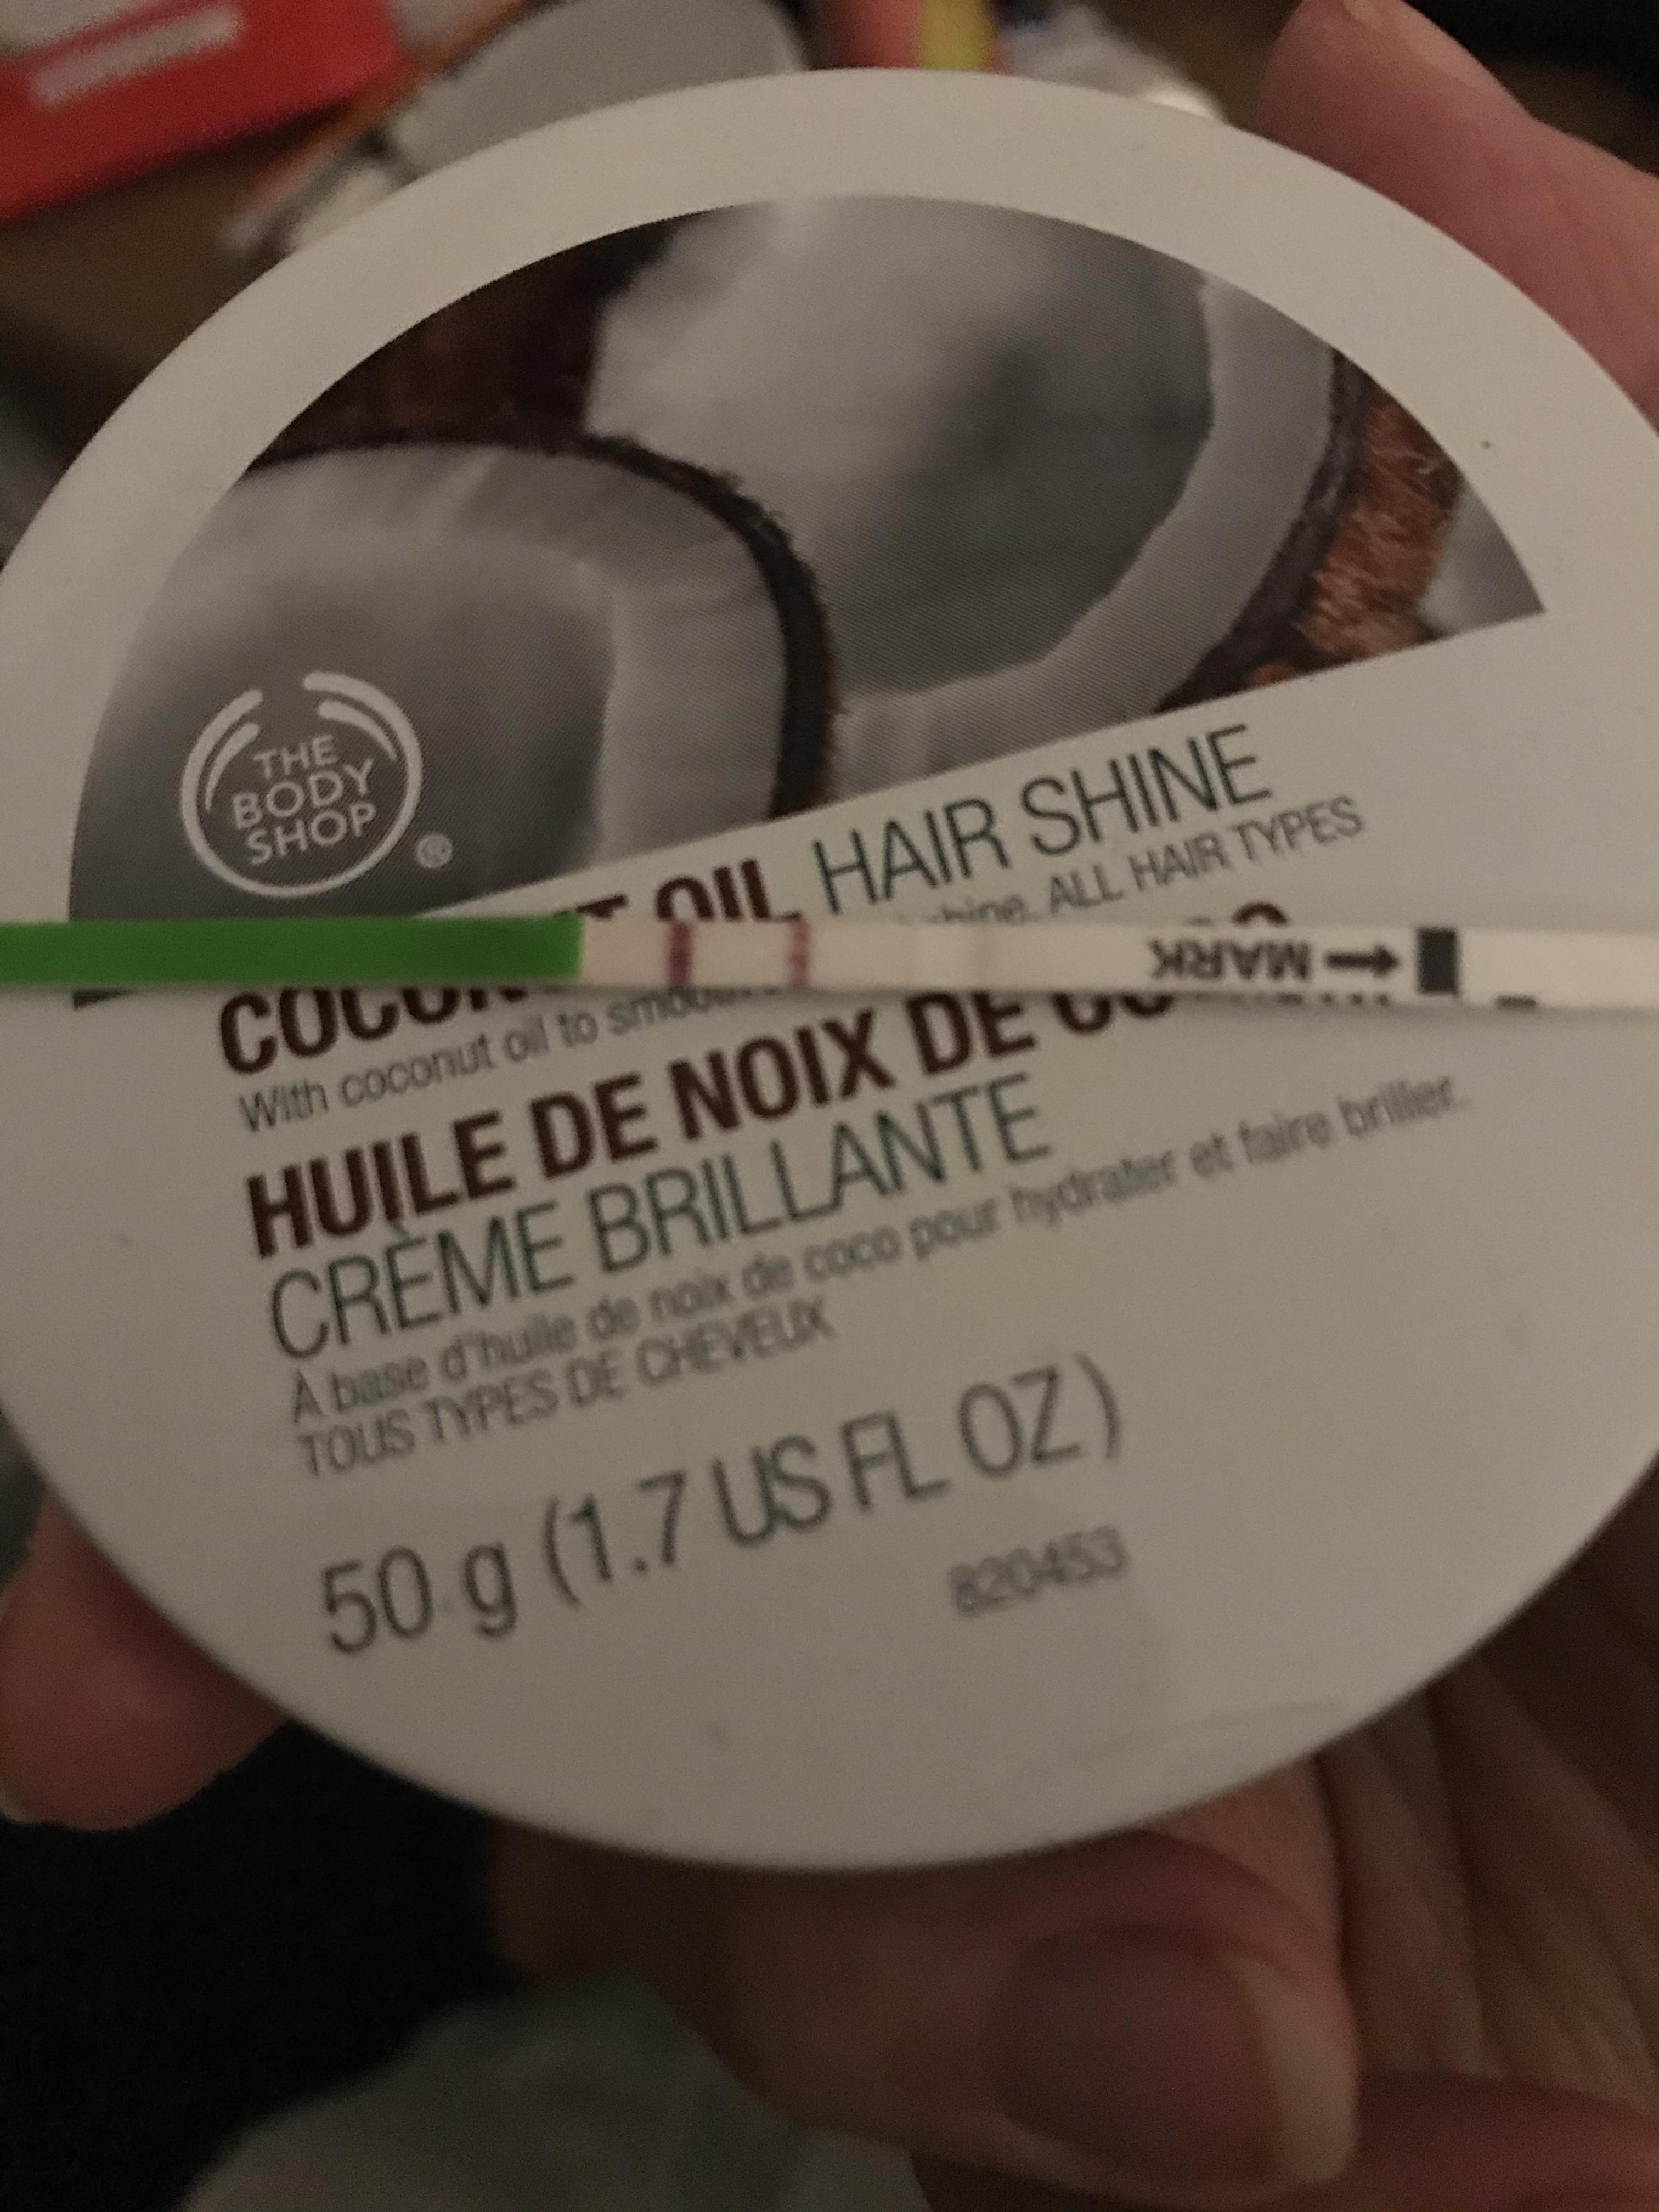 THE
BODY
SHOP
®
OIL HAIR SHINE
ALL HAIR TYPES
MARK
With coconut oil to
HUILE DE NOIX DE
CRÈME BRILLANTE
À base d'huile de noix de coco pour hydrater et faire briller.
TOUS TYPES DE CHEVEUX
50 g (1.7 US FL OZ)
820453